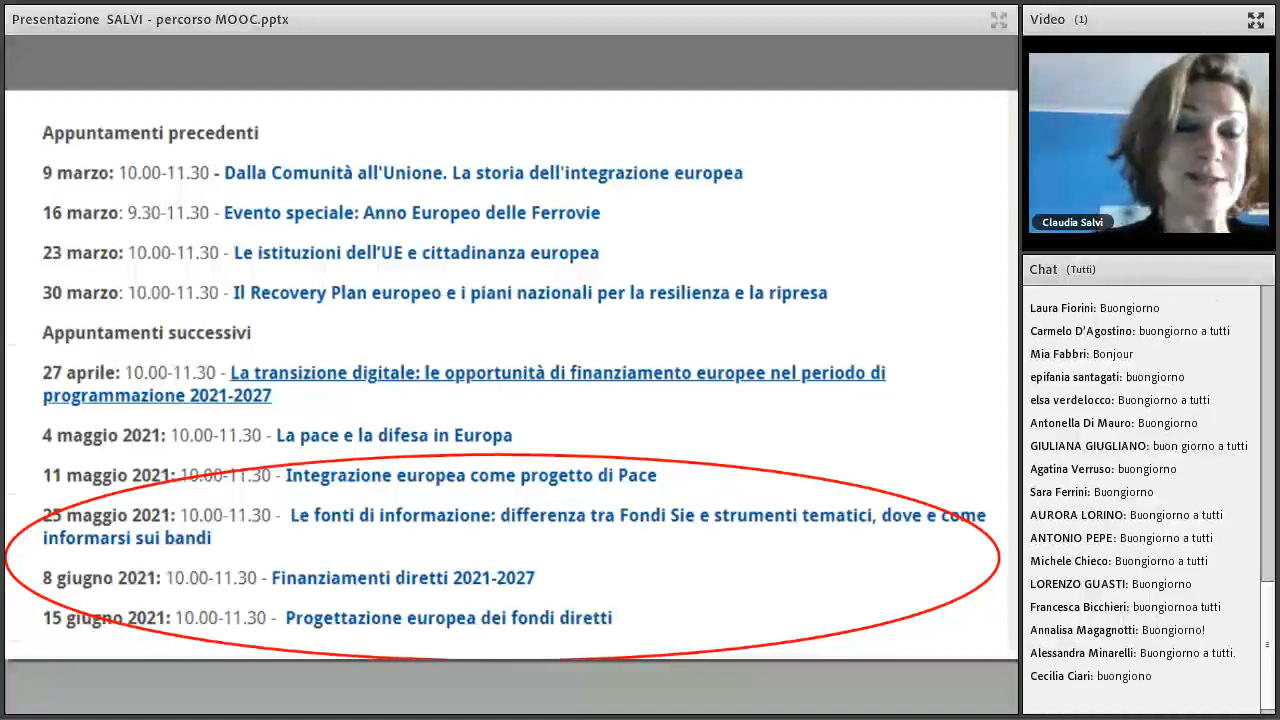 Presentazione SALVI - percorso MOOC.pptx
Appuntamenti precedenti
9 marzo: 10.00-11.30 - Dalla Comunità all'Unione. La storia dell'integrazione europea
16 marzo: 9.30-11.30 - Evento speciale: Anno Europeo delle Ferrovie
23 marzo: 10.00-11.30 - Le istituzioni dell'UE e cittadinanza europea
30 marzo: 10.00-11.30 - Il Recovery Plan europeo e i piani nazionali per la resilienza e la ripresa
Appuntamenti successivi
27 aprile: 10.00-11.30 - La transizione digitale: le opportunità di finanziamento europee nel periodo di
programmazione 2021-2027
4 maggio 2021: 10.00-11.30 - La pace e la difesa in Europa
11 maggio 2021: 10.00-11.30 - Integrazione europea come progetto di Pace
25 maggio 2021: 10.00-11.30 - Le fonti di informazione: differenza tra Fondi Sie e strumenti tematici, dove e come
informarsi sui bandi
8 giugno 2021: 10.00-11.30 - Finanziamenti diretti 2021-2027
15 giugno 2021: 10.00-11.30 - Progettazione europea dei fondi diretti
Video (1)
Claudia Salvi
Chat (Tutti)
Laura Fiorini: Buongiorno
Carmelo D'Agostino: buongiorno a tutti
Mia Fabbri: Bonjour
epifania santagati: buongiorno
elsa verdelocco: Buongiorno a tutti
Antonella Di Mauro: Buongiorno
GIULIANA GIUGLIANO: buon giorno a tutti
Agatina Verruso: buongiorno
Sara Ferrini: Buongiorno
AURORA LORINO: Buongiorno a tutti
ANTONIO PEPE: Buongiorno a tutti
Michele Chieco: Buongiorno a tutti
LORENZO GUASTI: Buongiorno
Francesca Bicchieri: buongiornoa tutti
Annalisa Magagnotti: Buongiorno!
Alessandra Minarelli: Buongiorno a tutti.
Cecilia Ciari: buongiono